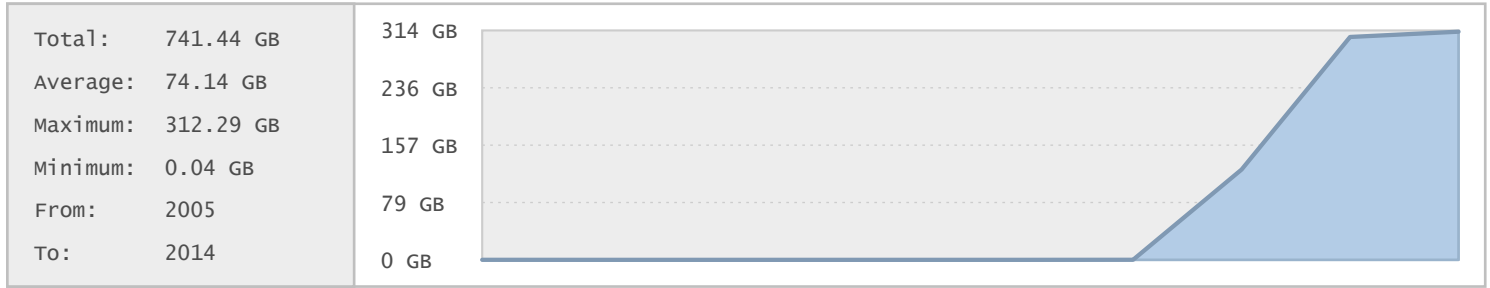 Total: 741.44 GB
Average: 74.14 GB
Maximum: 312.29 GB
Minimum: 0.04 GB
From: 2005
To: 2014
314 GB
236 GB
157 GB
79 GB
0 GB